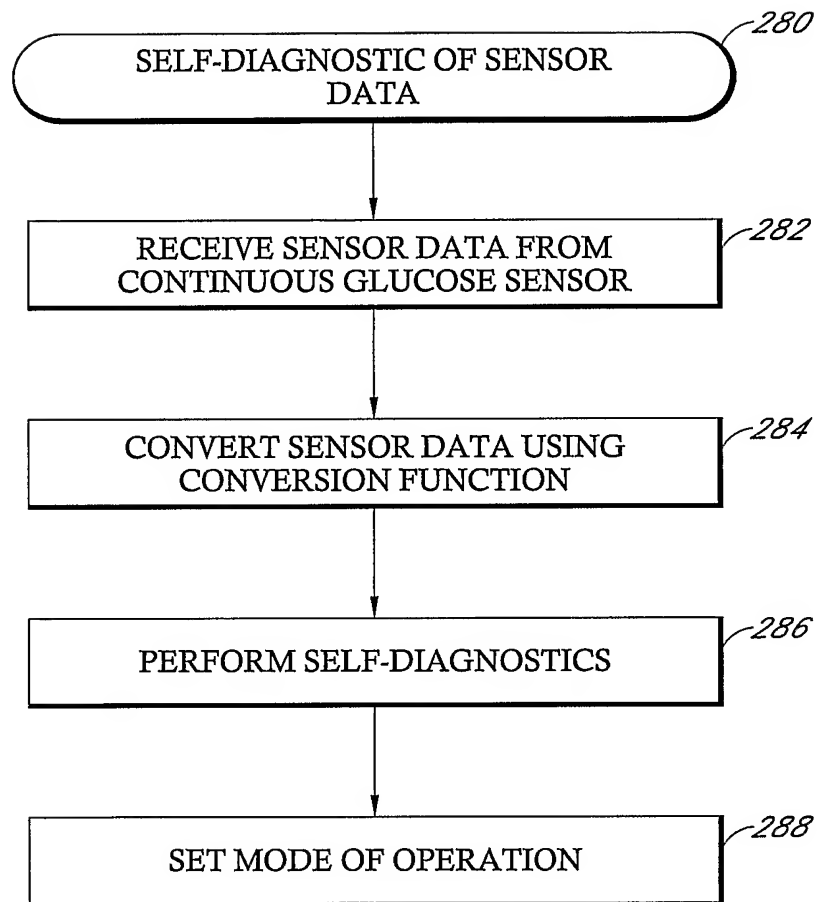 280
SELF-DIAGNOSTIC OF SENSOR
DATA
282
RECEIVE SENSOR DATA FROM
CONTINUOUS GLUCOSE SENSOR
284
CONVERT SENSOR DATA USING
CONVERSION FUNCTION
286
PERFORM SELF-DIAGNOSTICS
288
SET MODE OF OPERATION